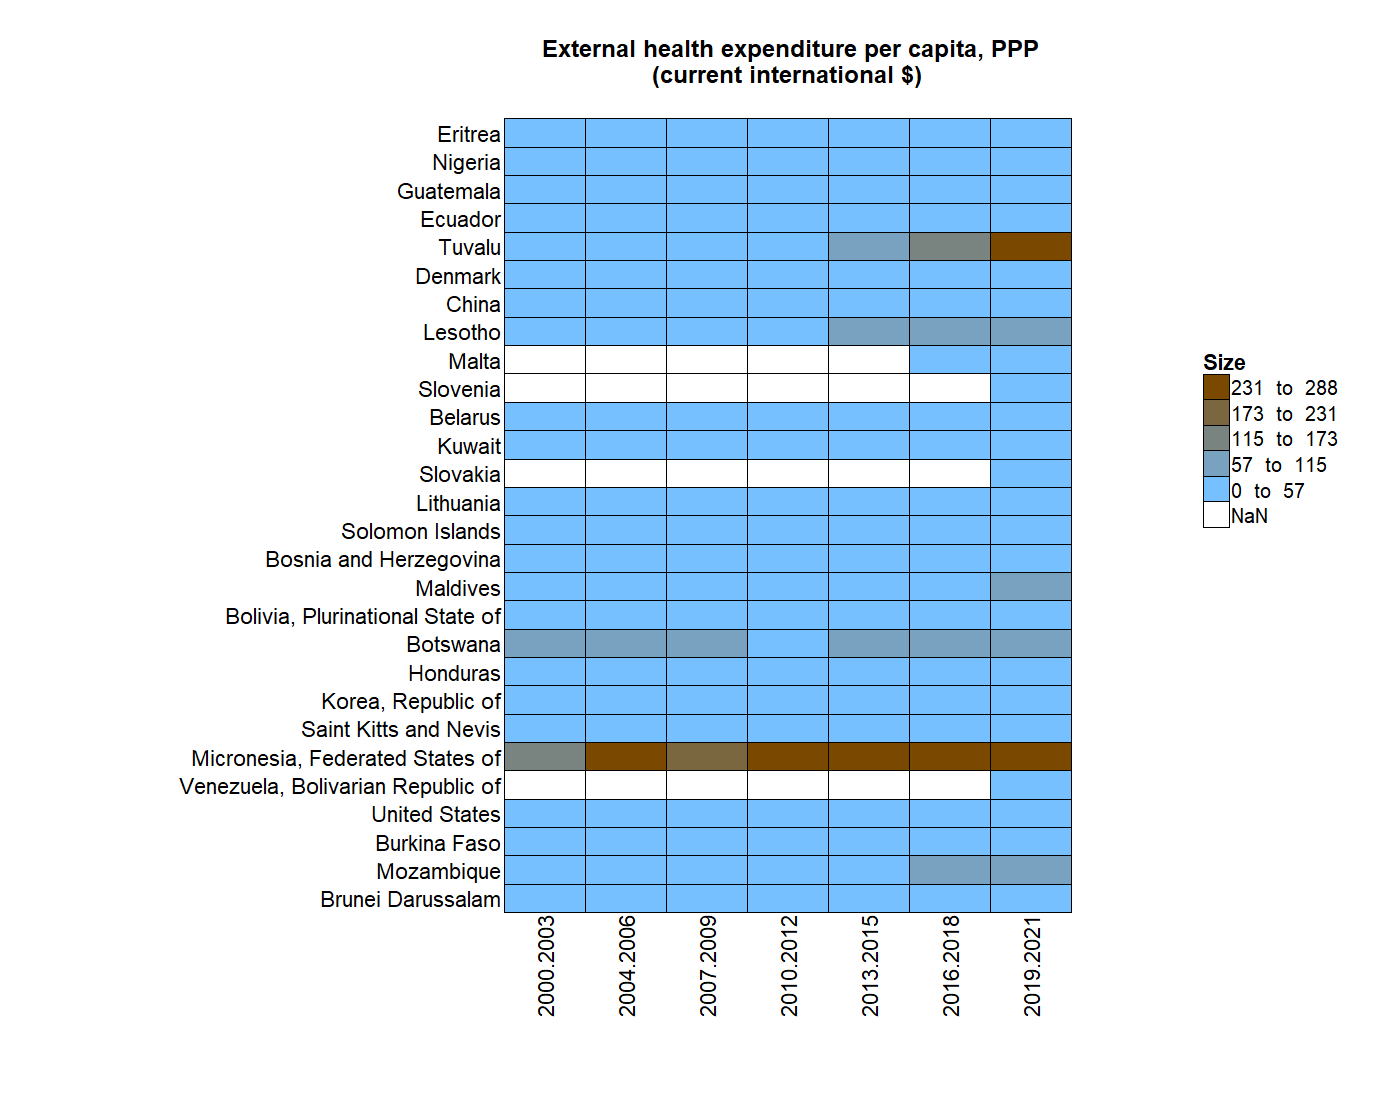 External health expenditure per capita, PPP
(current international $)
Eritrea
Nigeria
Guatemala
Ecuador
Tuvalu
Denmark
China
Lesotho
Malta
Slovenia
Belarus
Kuwait
Slovakia
Lithuania
Solomon Islands
Bosnia and Herzegovina
Maldives
Bolivia, Plurinational State of
Botswana
Honduras
Korea, Republic of
Saint Kitts and Nevis
Micronesia, Federated States of
Venezuela, Bolivarian Republic of
United States
Burkina Faso
Mozambique
Brunei Darussalam
2000.2003
2004.2006
2007.2009
2010.2012
2013.2015
2016.2018
2019.2021
Size
231 to 288
173 to 231
115 to 173
57 to 115
0 to 57
NaN